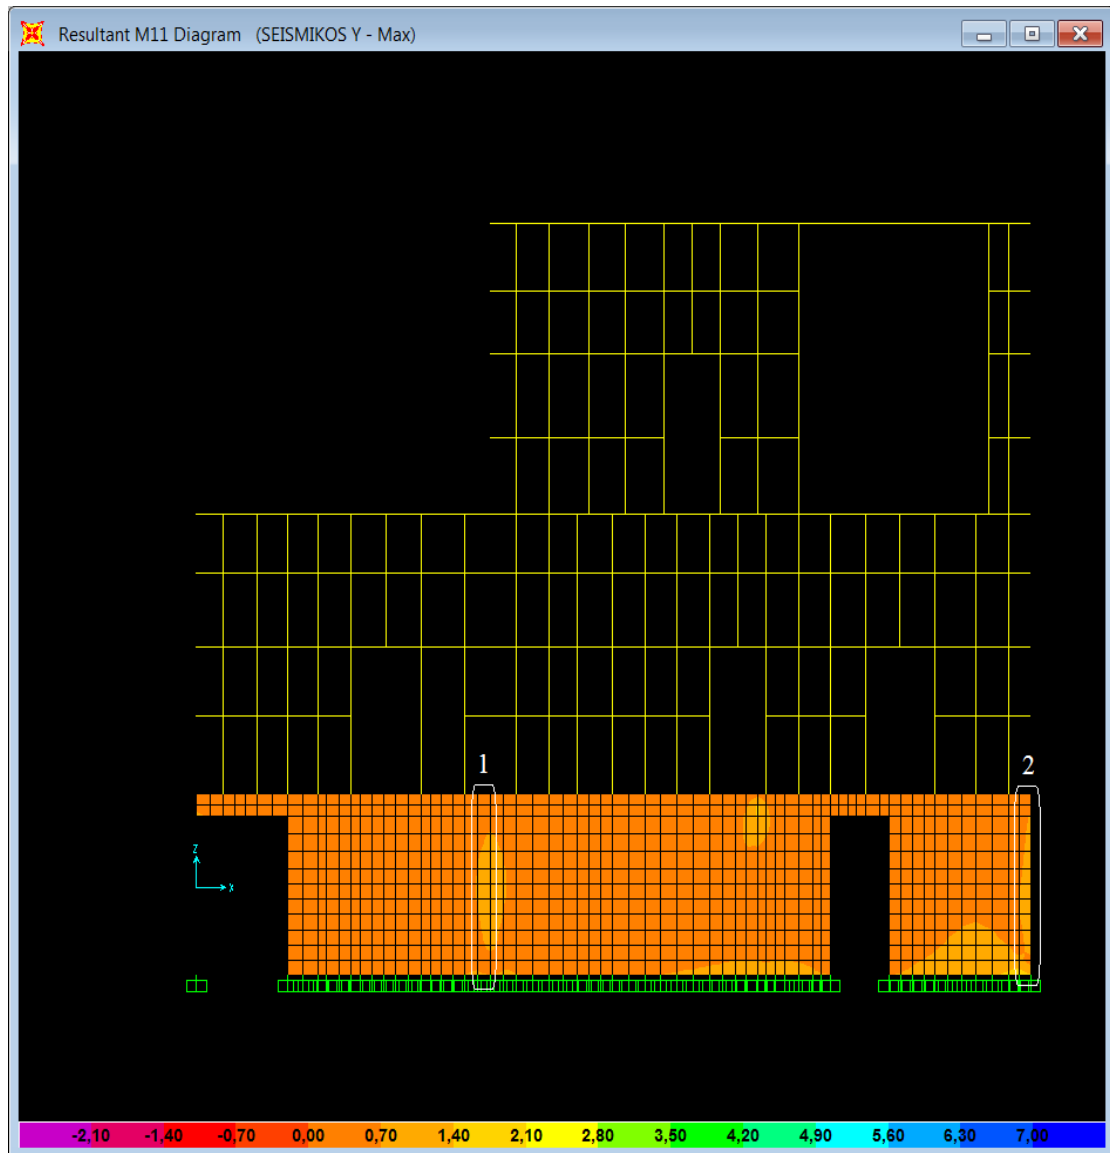 Resultant M11 Diagram (SEISMIKOS Y - Max)
1
2
Z
X
-2,10 -1,40 -0,70 0,00 0,70 1,40 2,10 2,80 3,50 4,20 4,90 5,60 6,30 7,00